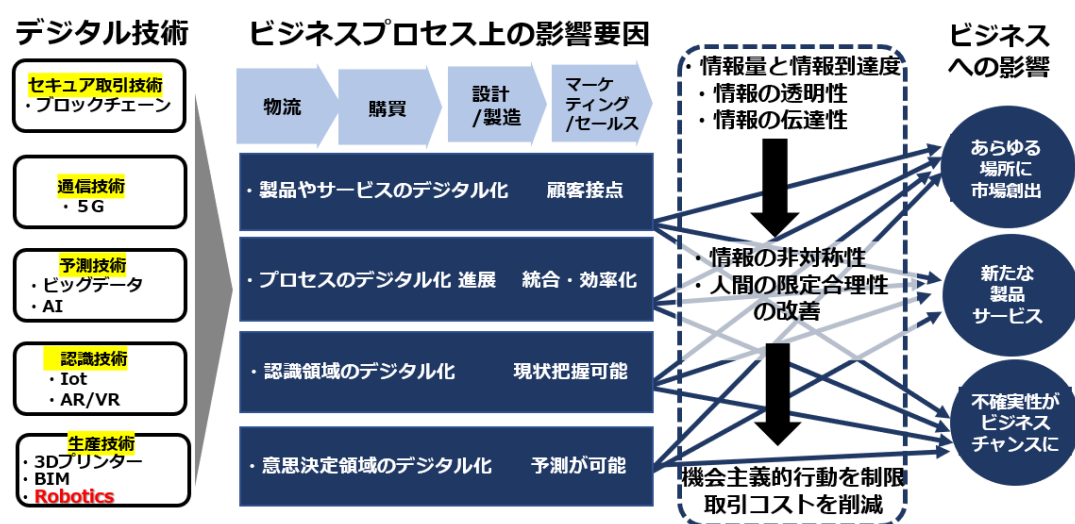 デジタル技術
セキュア取引技術
・ブロックチェーン
通信技術
・５G
予測技術
・ビッグデータ
・AI
認識技術
・Iot
・AR/VR
生産技術
・3Dプリンター
・BIM
・Robotics
ビジネスプロセス上の影響要因
物流
購買
設計
/製造
マーケ
ティング
/セールス
・製品やサービスのデジタル化　顧客接点
・プロセスのデジタル化 進展　統合・効率化
・認識領域のデジタル化　現状把握可能
・意思決定領域のデジタル化　予測が可能
・情報量と情報到達度
・情報の透明性
・情報の伝達性
・情報の非対称性
・人間の限定合理性
の改善
機会主義的行動を制限
取引コストを削減
ビジネス
への影響
あらゆる
場所に
市場創出
新たな
製品
サービス
不確実性が
ビジネス
チャンスに